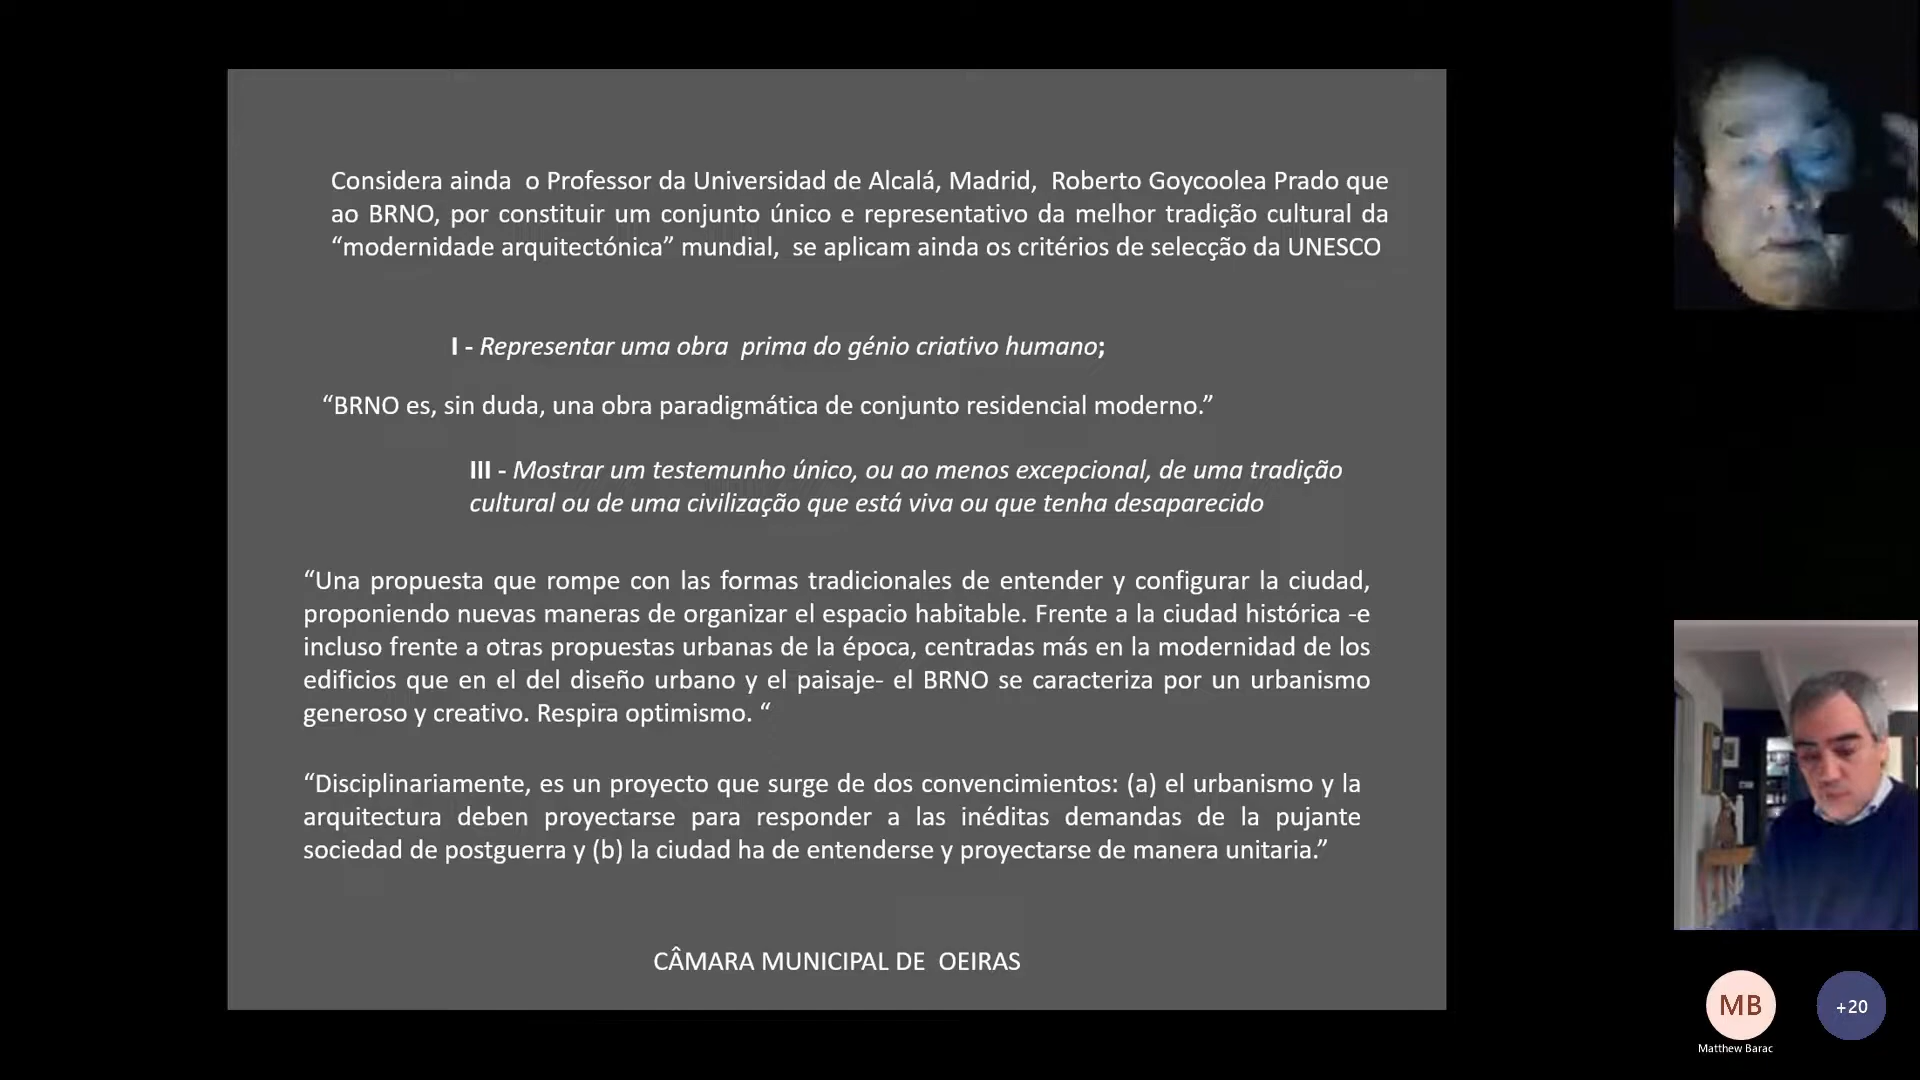 Considera ainda o Professor da Universidad de Alcalá, Madrid, Roberto Goycoolea Prado que
ao BRNO, por constituir um conjunto único e representativo da melhor tradição cultural da
“modernidade arquitectónica” mundial, se aplicam ainda os critérios de selecção da UNESCO
I - Representar uma obra prima do génio criativo humano;
“BRNO es, sin duda, una obra paradigmática de conjunto residencial moderno.”
III - Mostrar um testemunho único, ou ao menos excepcional, de uma tradição
cultural ou de uma civilização que está viva ou que tenha desaparecido
“Una propuesta que rompe con las formas tradicionales de entender y configurar la ciudad,
proponiendo nuevas maneras de organizar el espacio habitable. Frente a la ciudad histórica -e
incluso frente a otras propuestas urbanas de la época, centradas más en la modernidad de los
edificios que en el del diseño urbano y el paisaje- el BRNO se caracteriza por un urbanismo
generoso y creativo. Respira optimismo. “
“Disciplinariamente, es un proyecto que surge de dos convencimientos: (a) el urbanismo y la
arquitectura deben proyectarse para responder a las inéditas demandas de la pujante
sociedad de postguerra y (b) la ciudad ha de entenderse y proyectarse de manera unitaria.”
CÂMARA MUNICIPAL DE OEIRAS
MB
+20
Matthew Barac